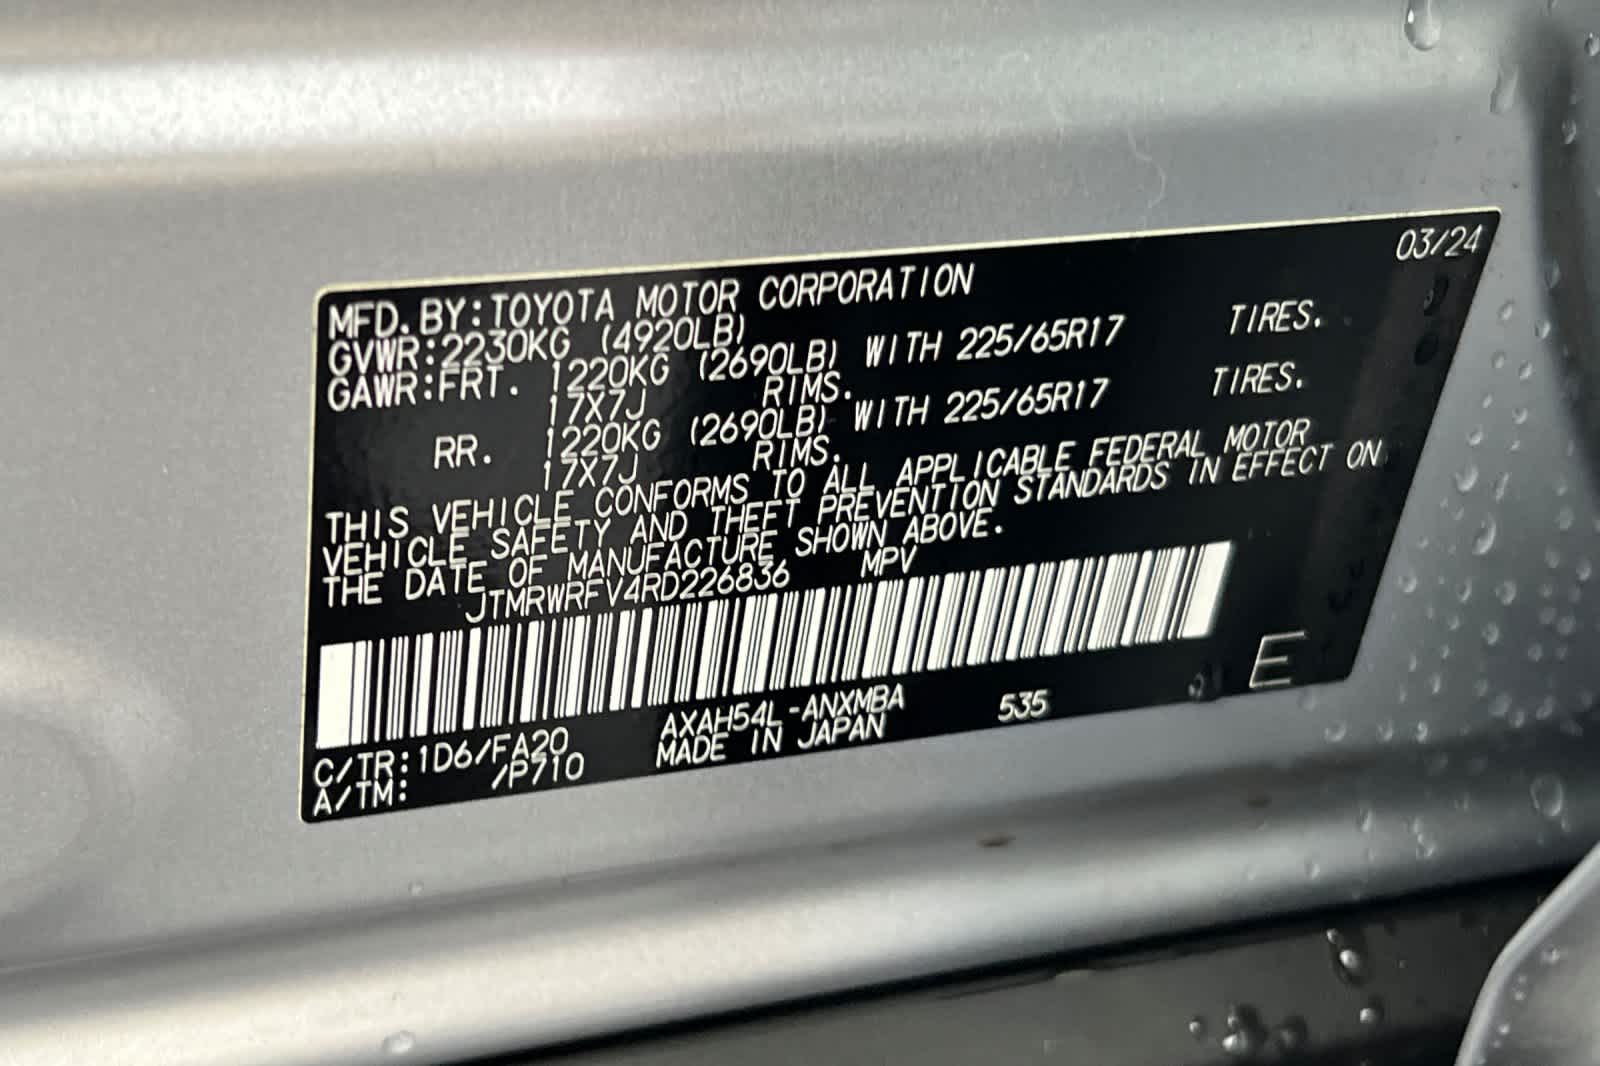 03/24
MFD.BY:TOYOTA MOTOR CORPORATION
GVWR:2230KG (4920LB)
GAWR:FRT. 1220KG (2690LB) WITH 225/65R17 TIRES.
17X7J RIMS.
RR. 1220KG (2690LB) WITH 225/65R17 TIRES.
17X7J RIMS.
THIS VEHICLE CONFORMS TO ALL APPLICABLE FEDERAL MOTOR
VEHICLE SAFETY AND THEFT PREVENTION STANDARDS IN EFFECT ON
THE DATE OF MANUFACTURE SHOWN ABOVE.
JTMRWRFV4RD226836 MPV
E
AXAH54L-ANXMBA 535
C/TR:1D6/FA20 MADE IN JAPAN
A/TM: /P710